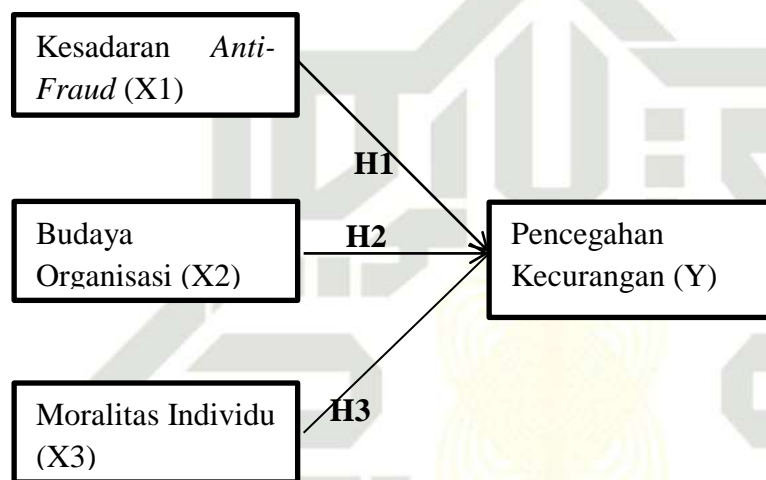 Kesadaran Anti-
Fraud (X1)
H1
Budaya
Organisasi (X2)
H2
Pencegahan
Kecurangan (Y)
Moralitas Individu
(X3)
H3